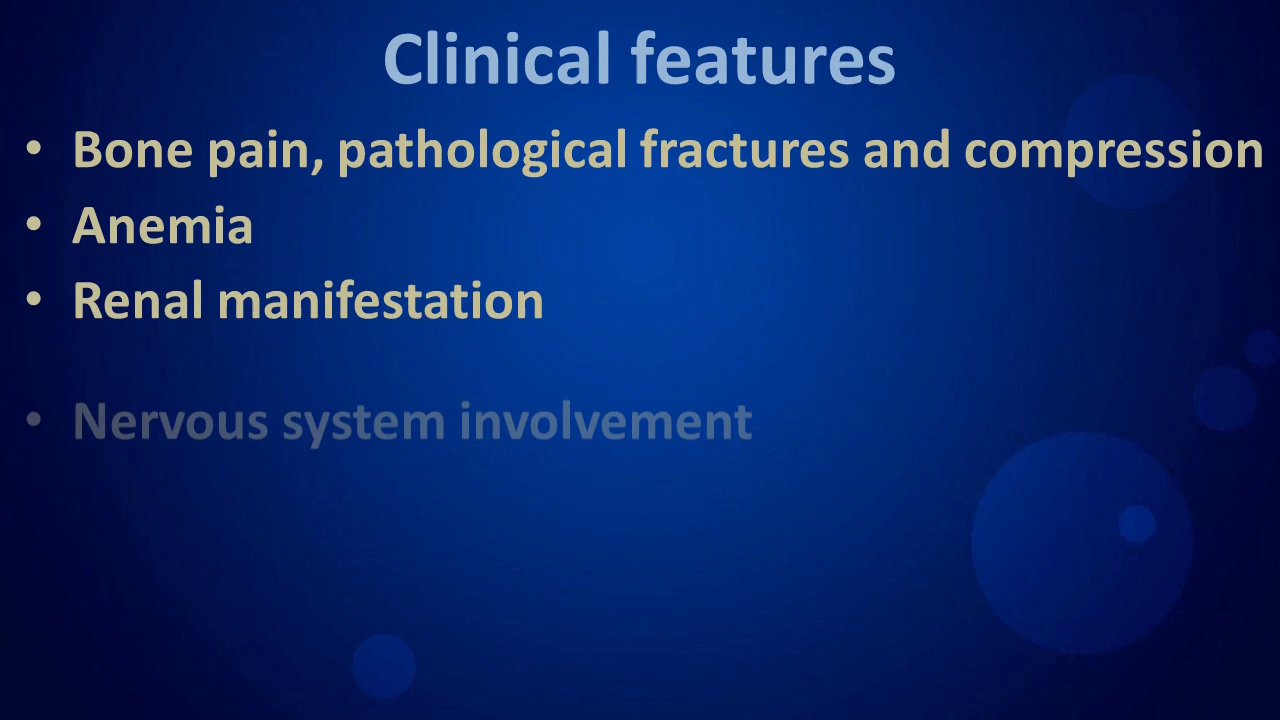 Clinical features
• Bone pain, pathological fractures and compression
• Anemia
• Renal manifestation
• Nervous system involvement